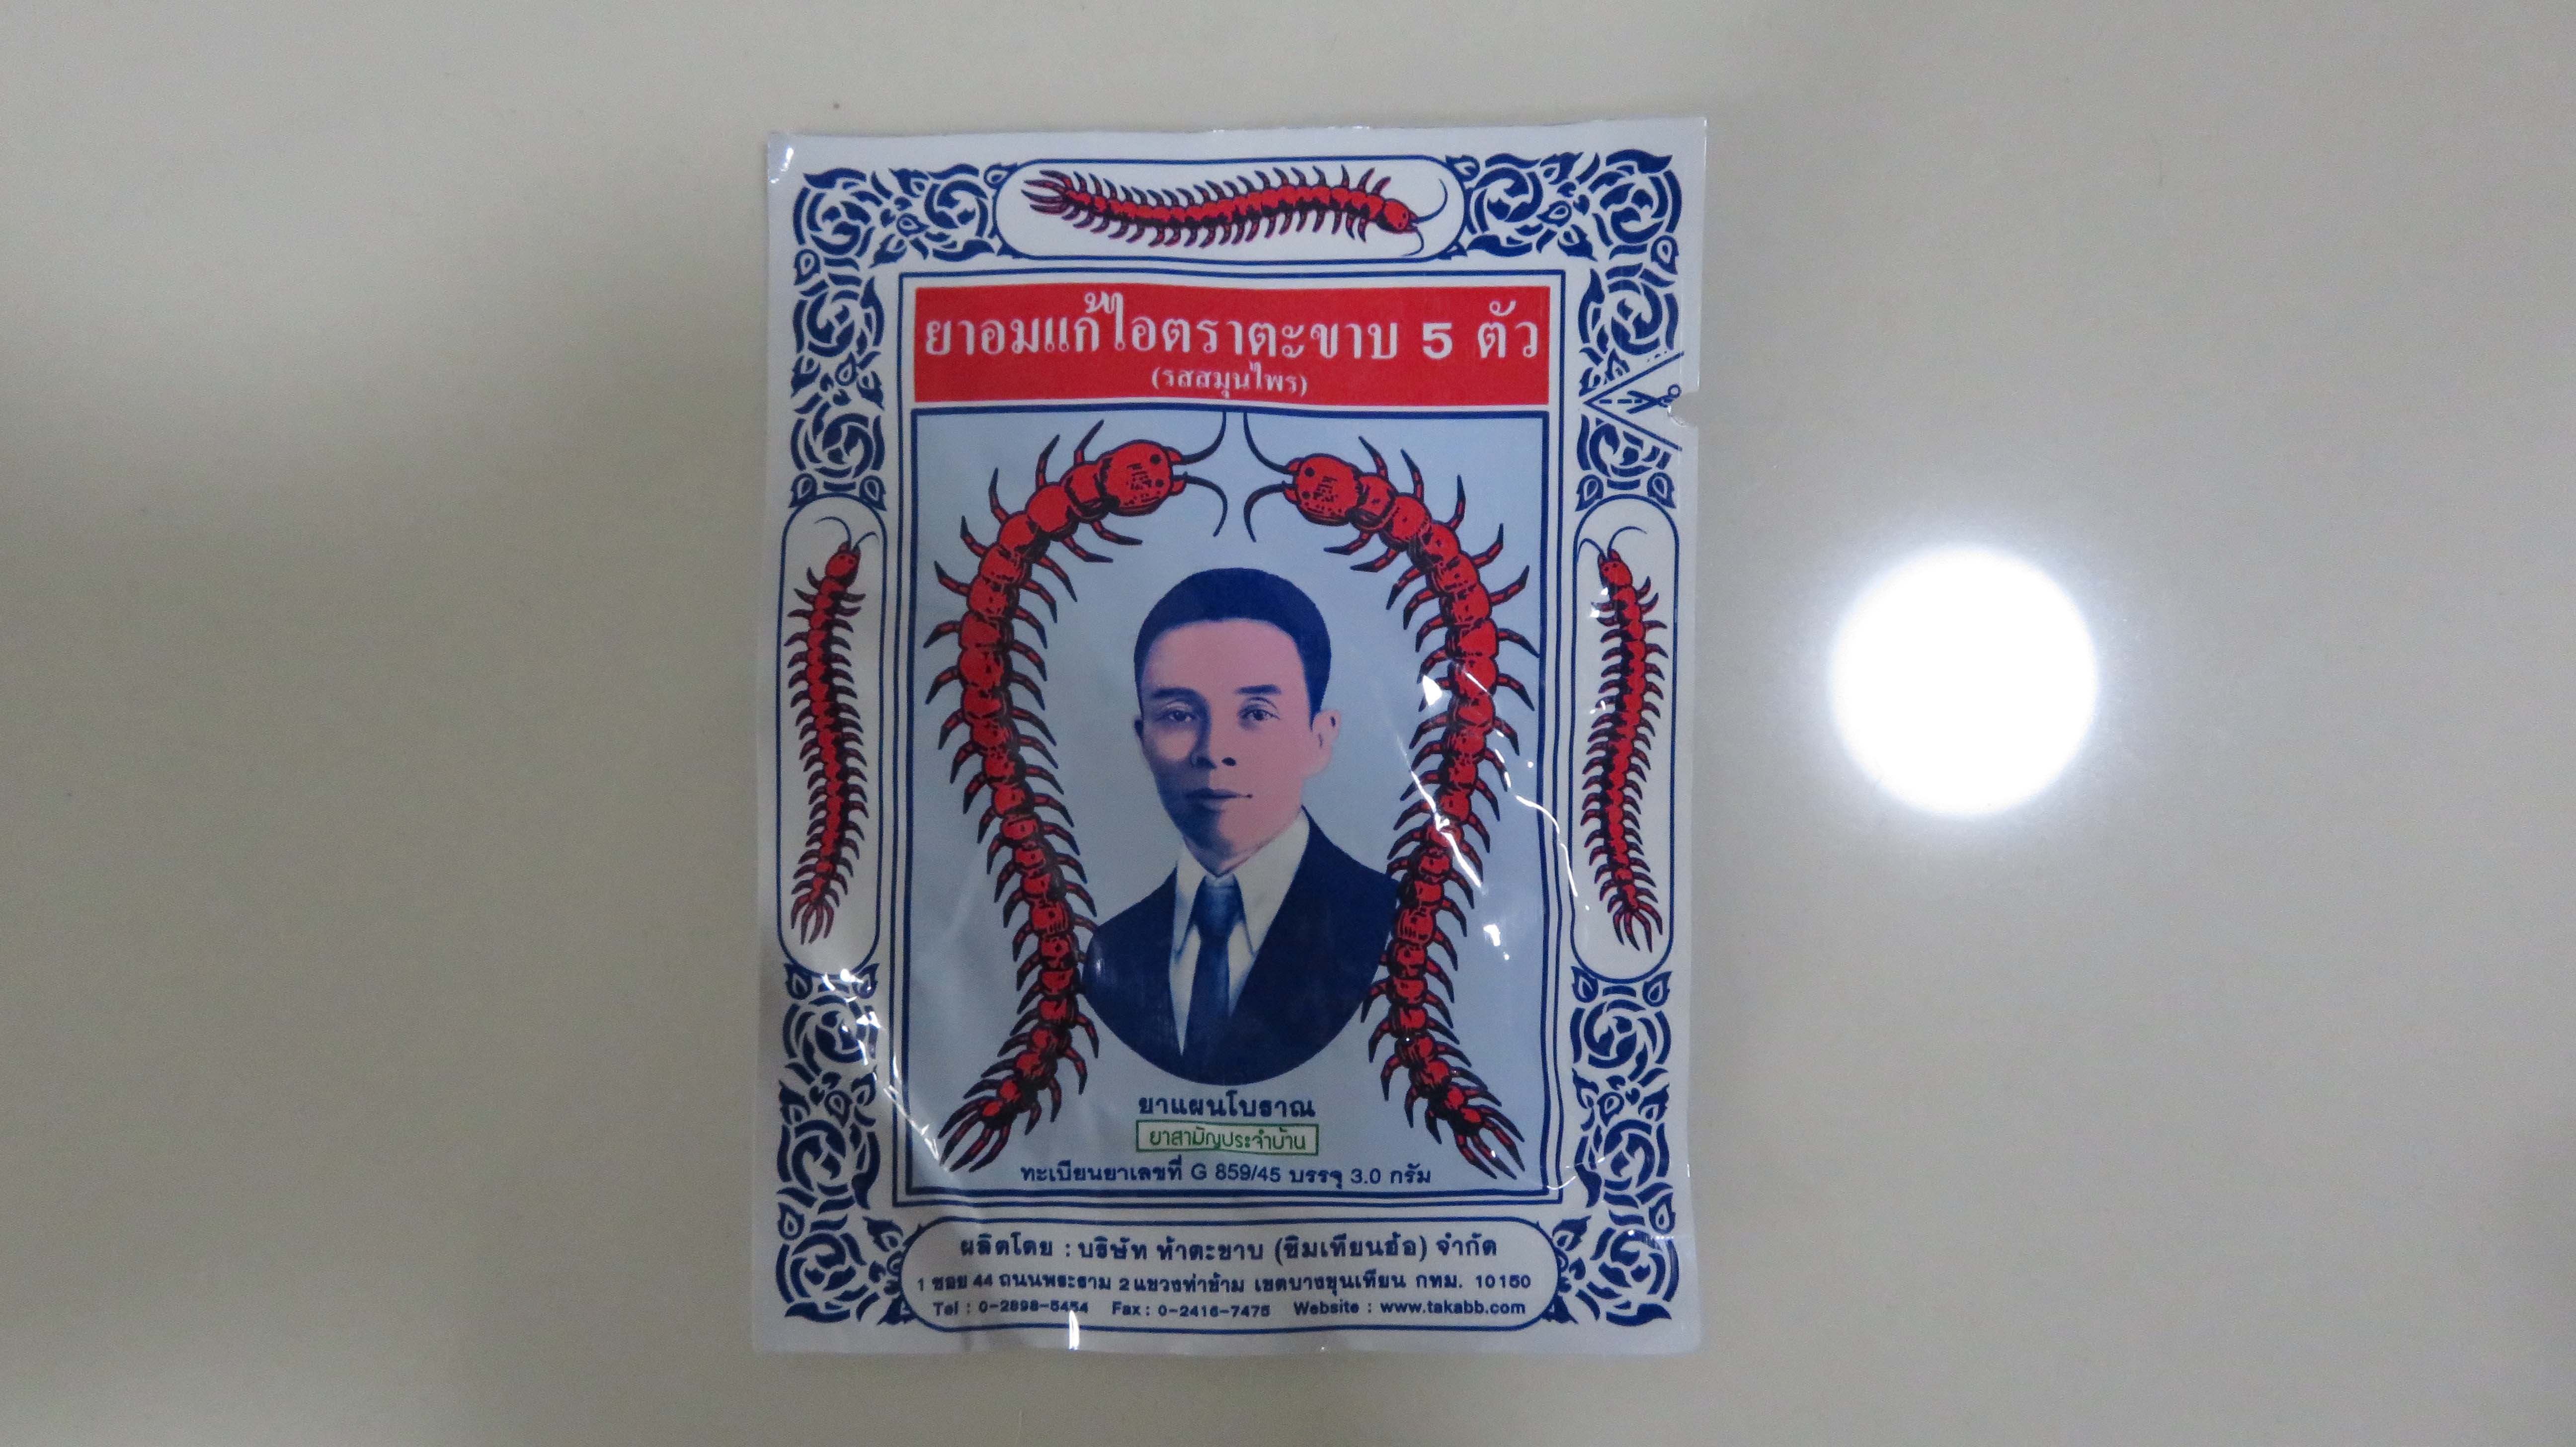 ยาอมแก้ไอตราตะขาบ 5 ตัว
(รสสมุนไพร)
ยาแผนโบราณ
ยาสามัญประจำบ้าน
ทะเบียนยาเลขที่ G 859/45 บรรจุ 3.0 กรัม
ผลิตโดย : บริษัท ห้าตะขาบ (ซิมเทียนฮ้อ) จำกัด
1 ซอย 44 ถนนพระราม 2 แขวงท่าข้าม เขตบางขุนเทียน กทม. 10150
Tel : 0-2898-5454 Fax : 0-2416-7475 Website : www.takabb.com